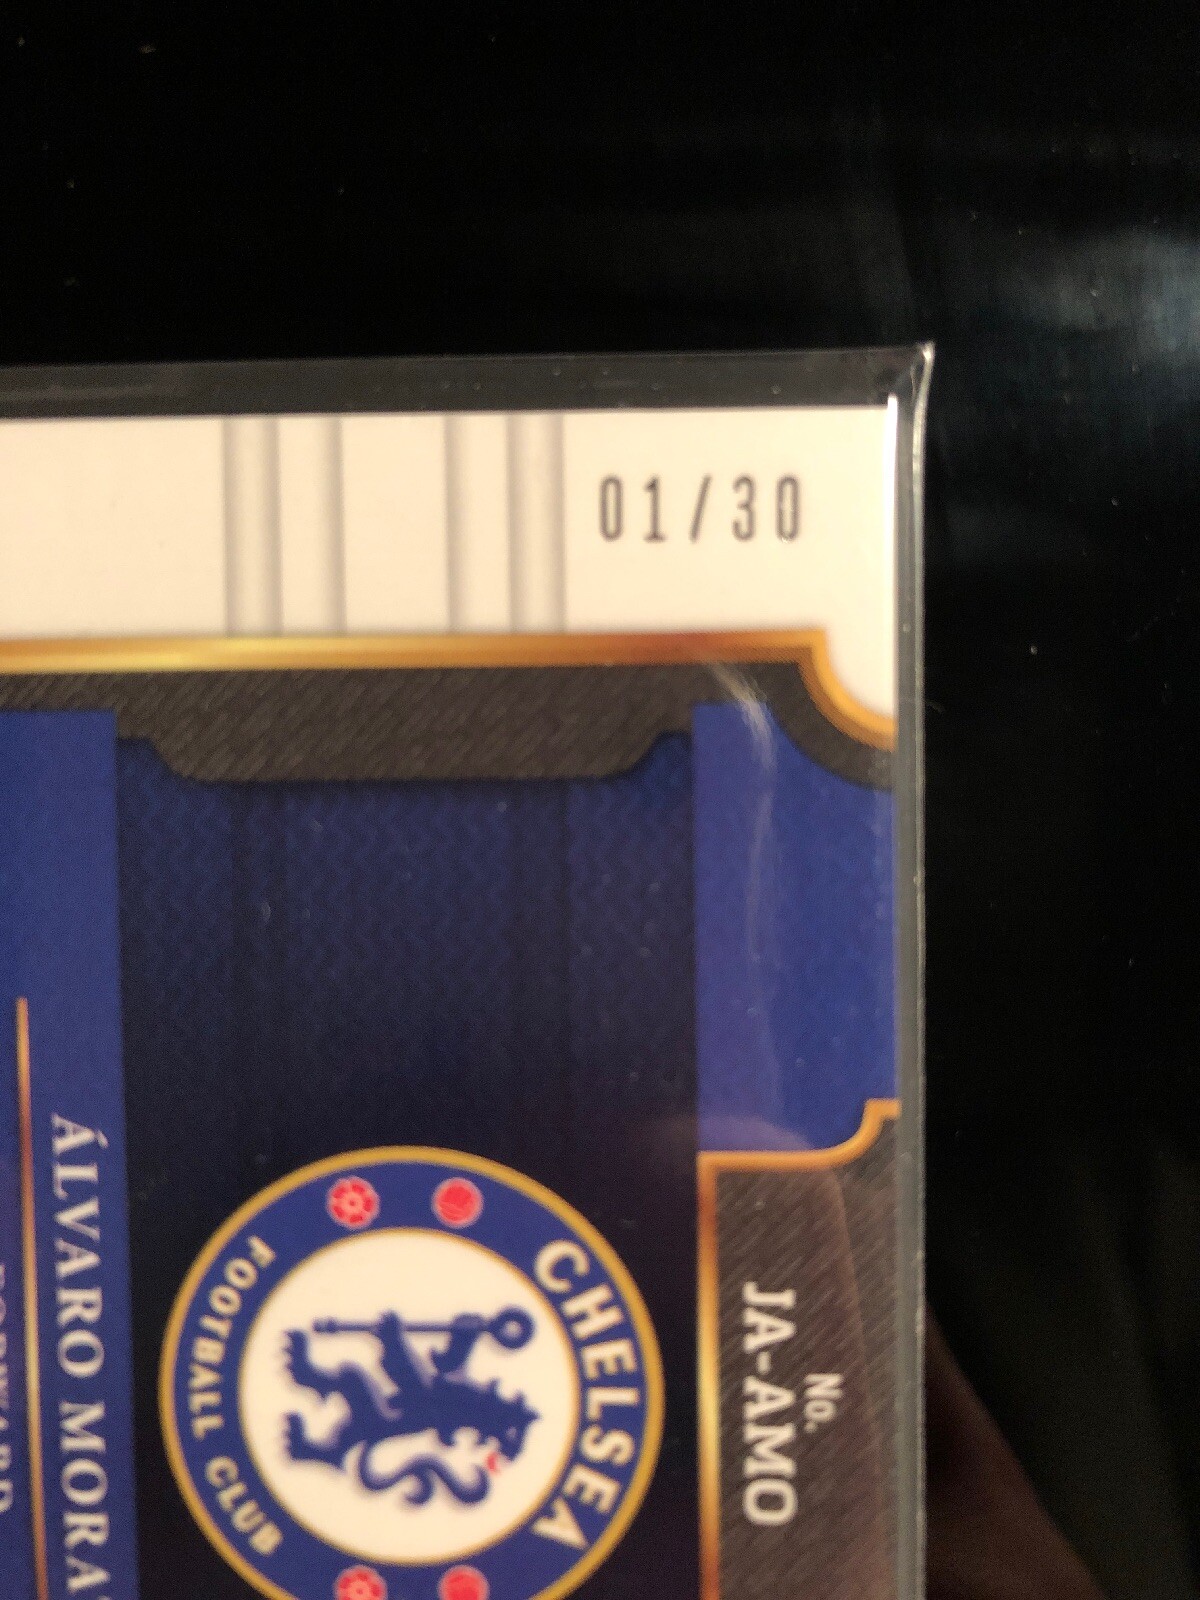 01/30
No.
JA-AMO
CHELSEA
FOOTBALL CLUB
ÁLVARO MORA